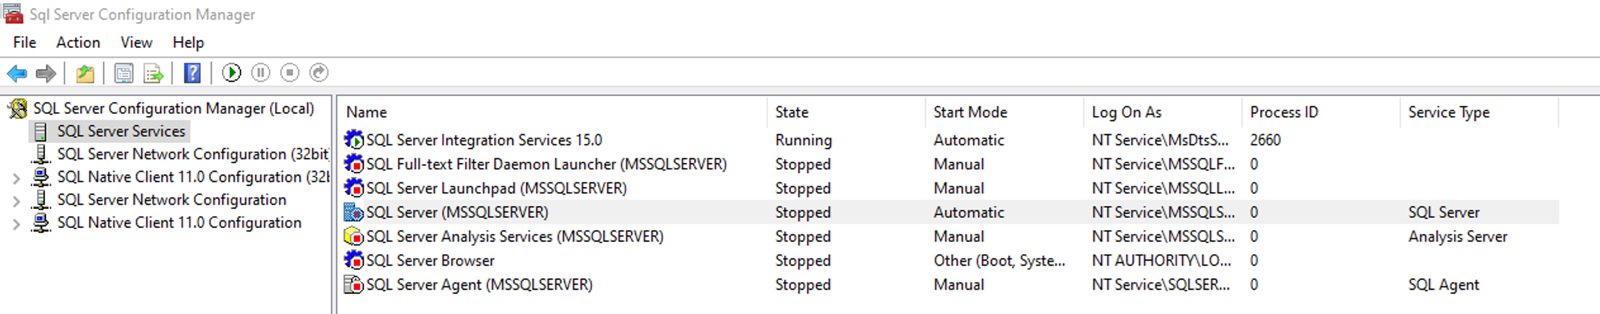 Sql Server Configuration Manager
File Action View Help
SQL Server Configuration Manager (Local)
SQL Server Services
SQL Server Network Configuration (32bit
SQL Native Client 11.0 Configuration (32b
SQL Server Network Configuration
SQL Native Client 11.0 Configuration
Name State Start Mode Log On As Process ID Service Type
SQL Server Integration Services 15.0 Running Automatic NT Service\MsDtsS... 2660
SQL Full-text Filter Daemon Launcher (MSSQLSERVER) Stopped Manual NT Service\MSSQLF... 0
SQL Server Launchpad (MSSQLSERVER) Stopped Manual NT Service\MSSQLL... 0
SQL Server (MSSQLSERVER) Stopped Automatic NT Service\MSSQLS... 0 SQL Server
SQL Server Analysis Services (MSSQLSERVER) Stopped Manual NT Service\MSSQLS... 0 Analysis Server
SQL Server Browser Stopped Other (Boot, Syste... NT AUTHORITY\LO... 0
SQL Server Agent (MSSQLSERVER) Stopped Manual NT Service\SQLSER... 0 SQL Agent